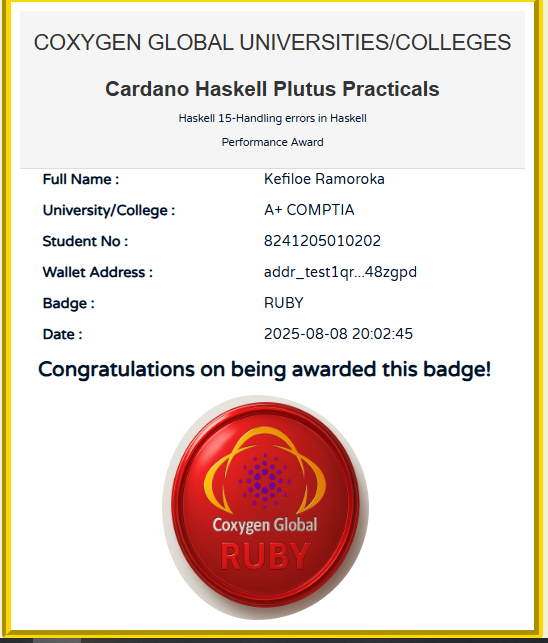 COXYGEN GLOBAL UNIVERSITIES/COLLEGES
Cardano Haskell Plutus Practicals
Haskell 15-Handling errors in Haskell
Performance Award
Full Name : Kefiloe Ramoroka
University/College : A+ COMPTIA
Student No : 8241205010202
Wallet Address : addr_test1qr...48zgpd
Badge : RUBY
Date : 2025-08-08 20:02:45
Congratulations on being awarded this badge!
Coxygen Global
RUBY